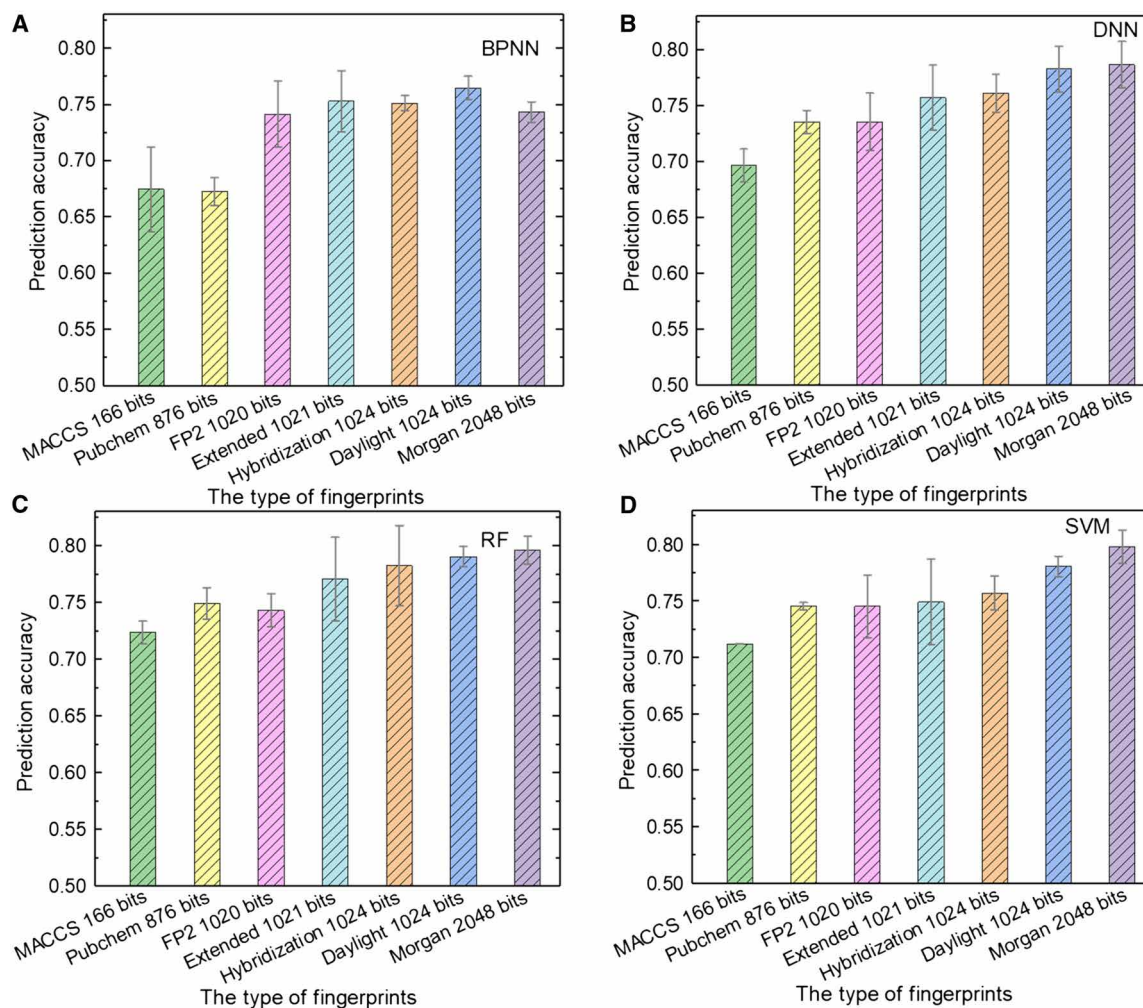 A
BPNN
Prediction accuracy
0.80
0.75
0.70
0.65
0.60
0.55
0.50
MACCS 166 bits
Pubchem 876 bits
FP2 1020 bits
Extended 1021 bits
Hybridization 1024 bits
Daylight 1024 bits
Morgan 2048 bits
The type of fingerprints
B
DNN
Prediction accuracy
0.80
0.75
0.70
0.65
0.60
0.55
0.50
MACCS 166 bits
Pubchem 876 bits
FP2 1020 bits
Extended 1021 bits
Hybridization 1024 bits
Daylight 1024 bits
Morgan 2048 bits
The type of fingerprints
C
RF
Prediction accuracy
0.80
0.75
0.70
0.65
0.60
0.55
0.50
MACCS 166 bits
Pubchem 876 bits
FP2 1020 bits
Extended 1021 bits
Hybridization 1024 bits
Daylight 1024 bits
Morgan 2048 bits
The type of fingerprints
D
SVM
Prediction accuracy
0.80
0.75
0.70
0.65
0.60
0.55
0.50
MACCS 166 bits
Pubchem 876 bits
FP2 1020 bits
Extended 1021 bits
Hybridization 1024 bits
Daylight 1024 bits
Morgan 2048 bits
The type of fingerprints